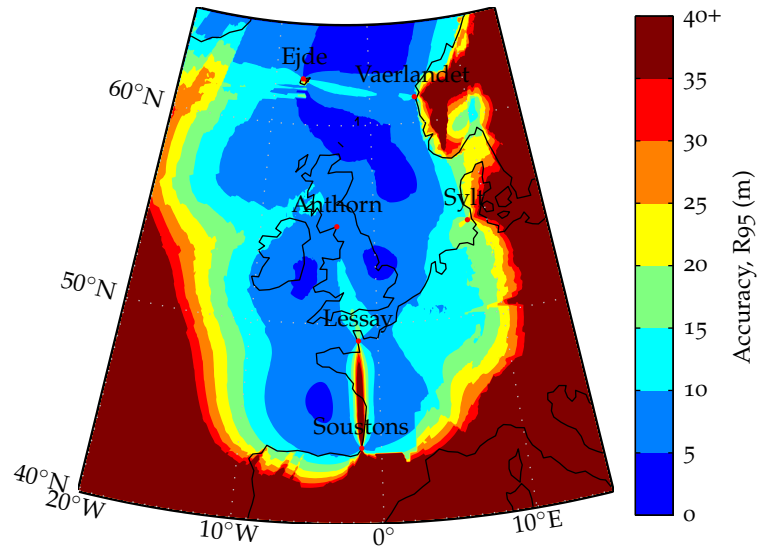 Ejde
Vaerlandet
60°N
Anthorn
Sylt
50°N
Lessay
Soustons
40°N
20°W
10°W
0°
10°E
40+
35
30
25
20
15
10
5
0
Accuracy, R95 (m)